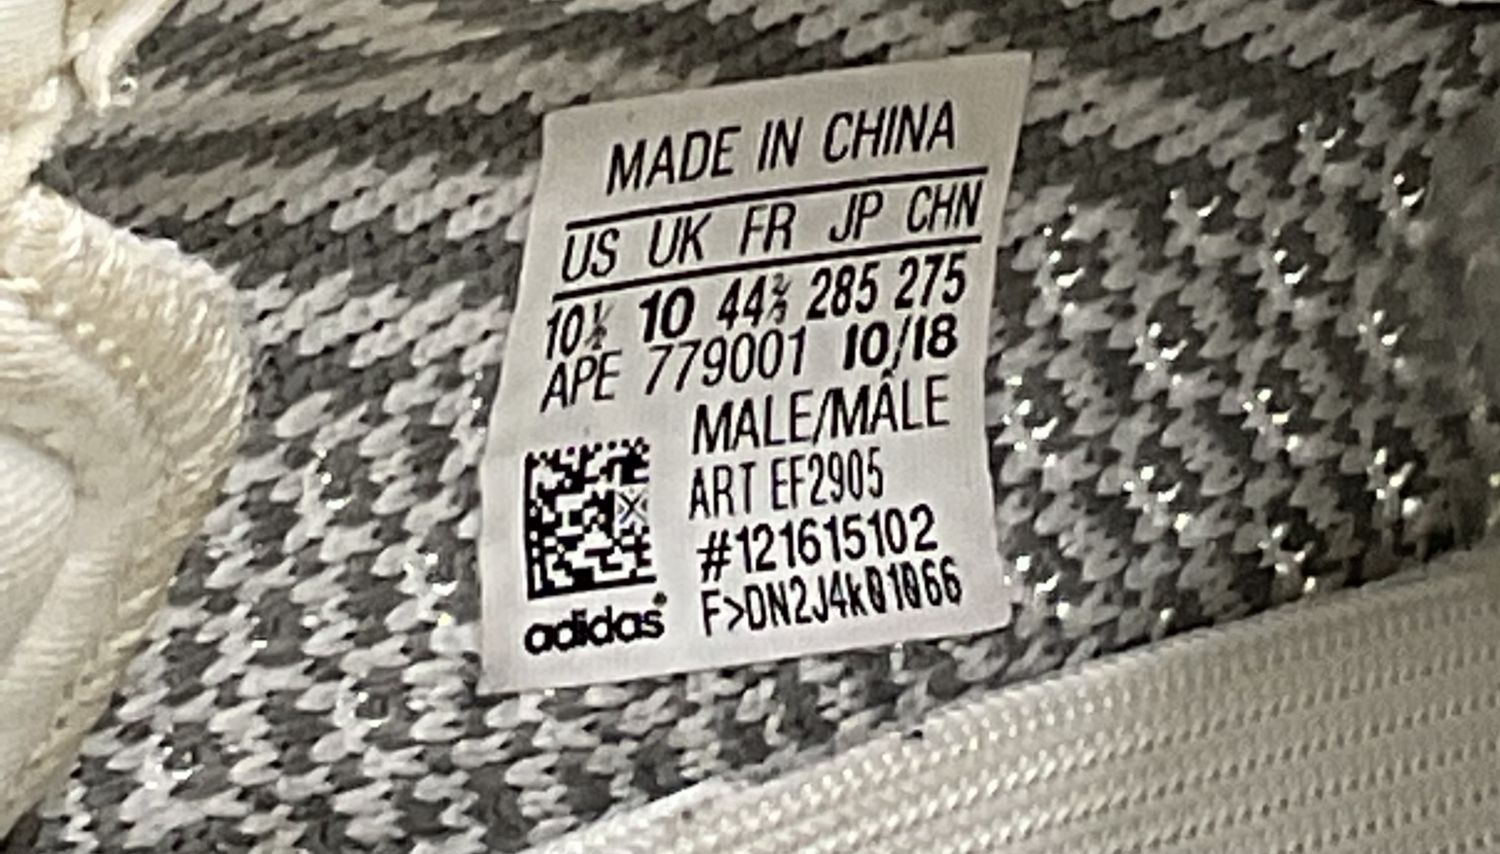 MADE IN CHINA
US UK FR JP CHN
10½ 10 44⅔ 285 275
APE 779001 10/18
MALE/MÂLE
ART EF2905
#121615102
F>DN2J4k01066
adidas®